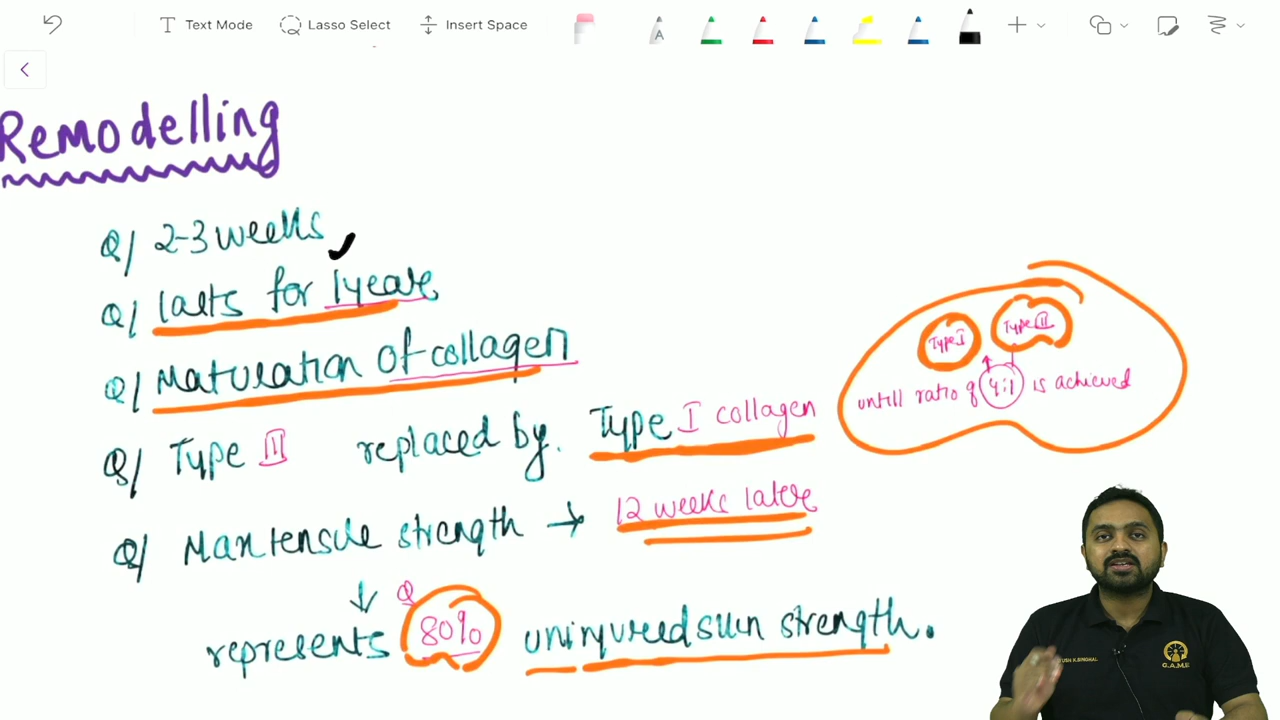 Text Mode
Lasso Select
Insert Space
Remodelling
Q/ 2-3 weeks
Q/ lasts for 1 year
Q/ Maturation of collagen
Q/ Type III replaced by. Type I collagen
Type I Type III
untill ratio of 4:1 is achieved
Q/ Max tensile strength → 12 weeks later
Q
represents 80% uninjured skin strength.
G.A.M.E